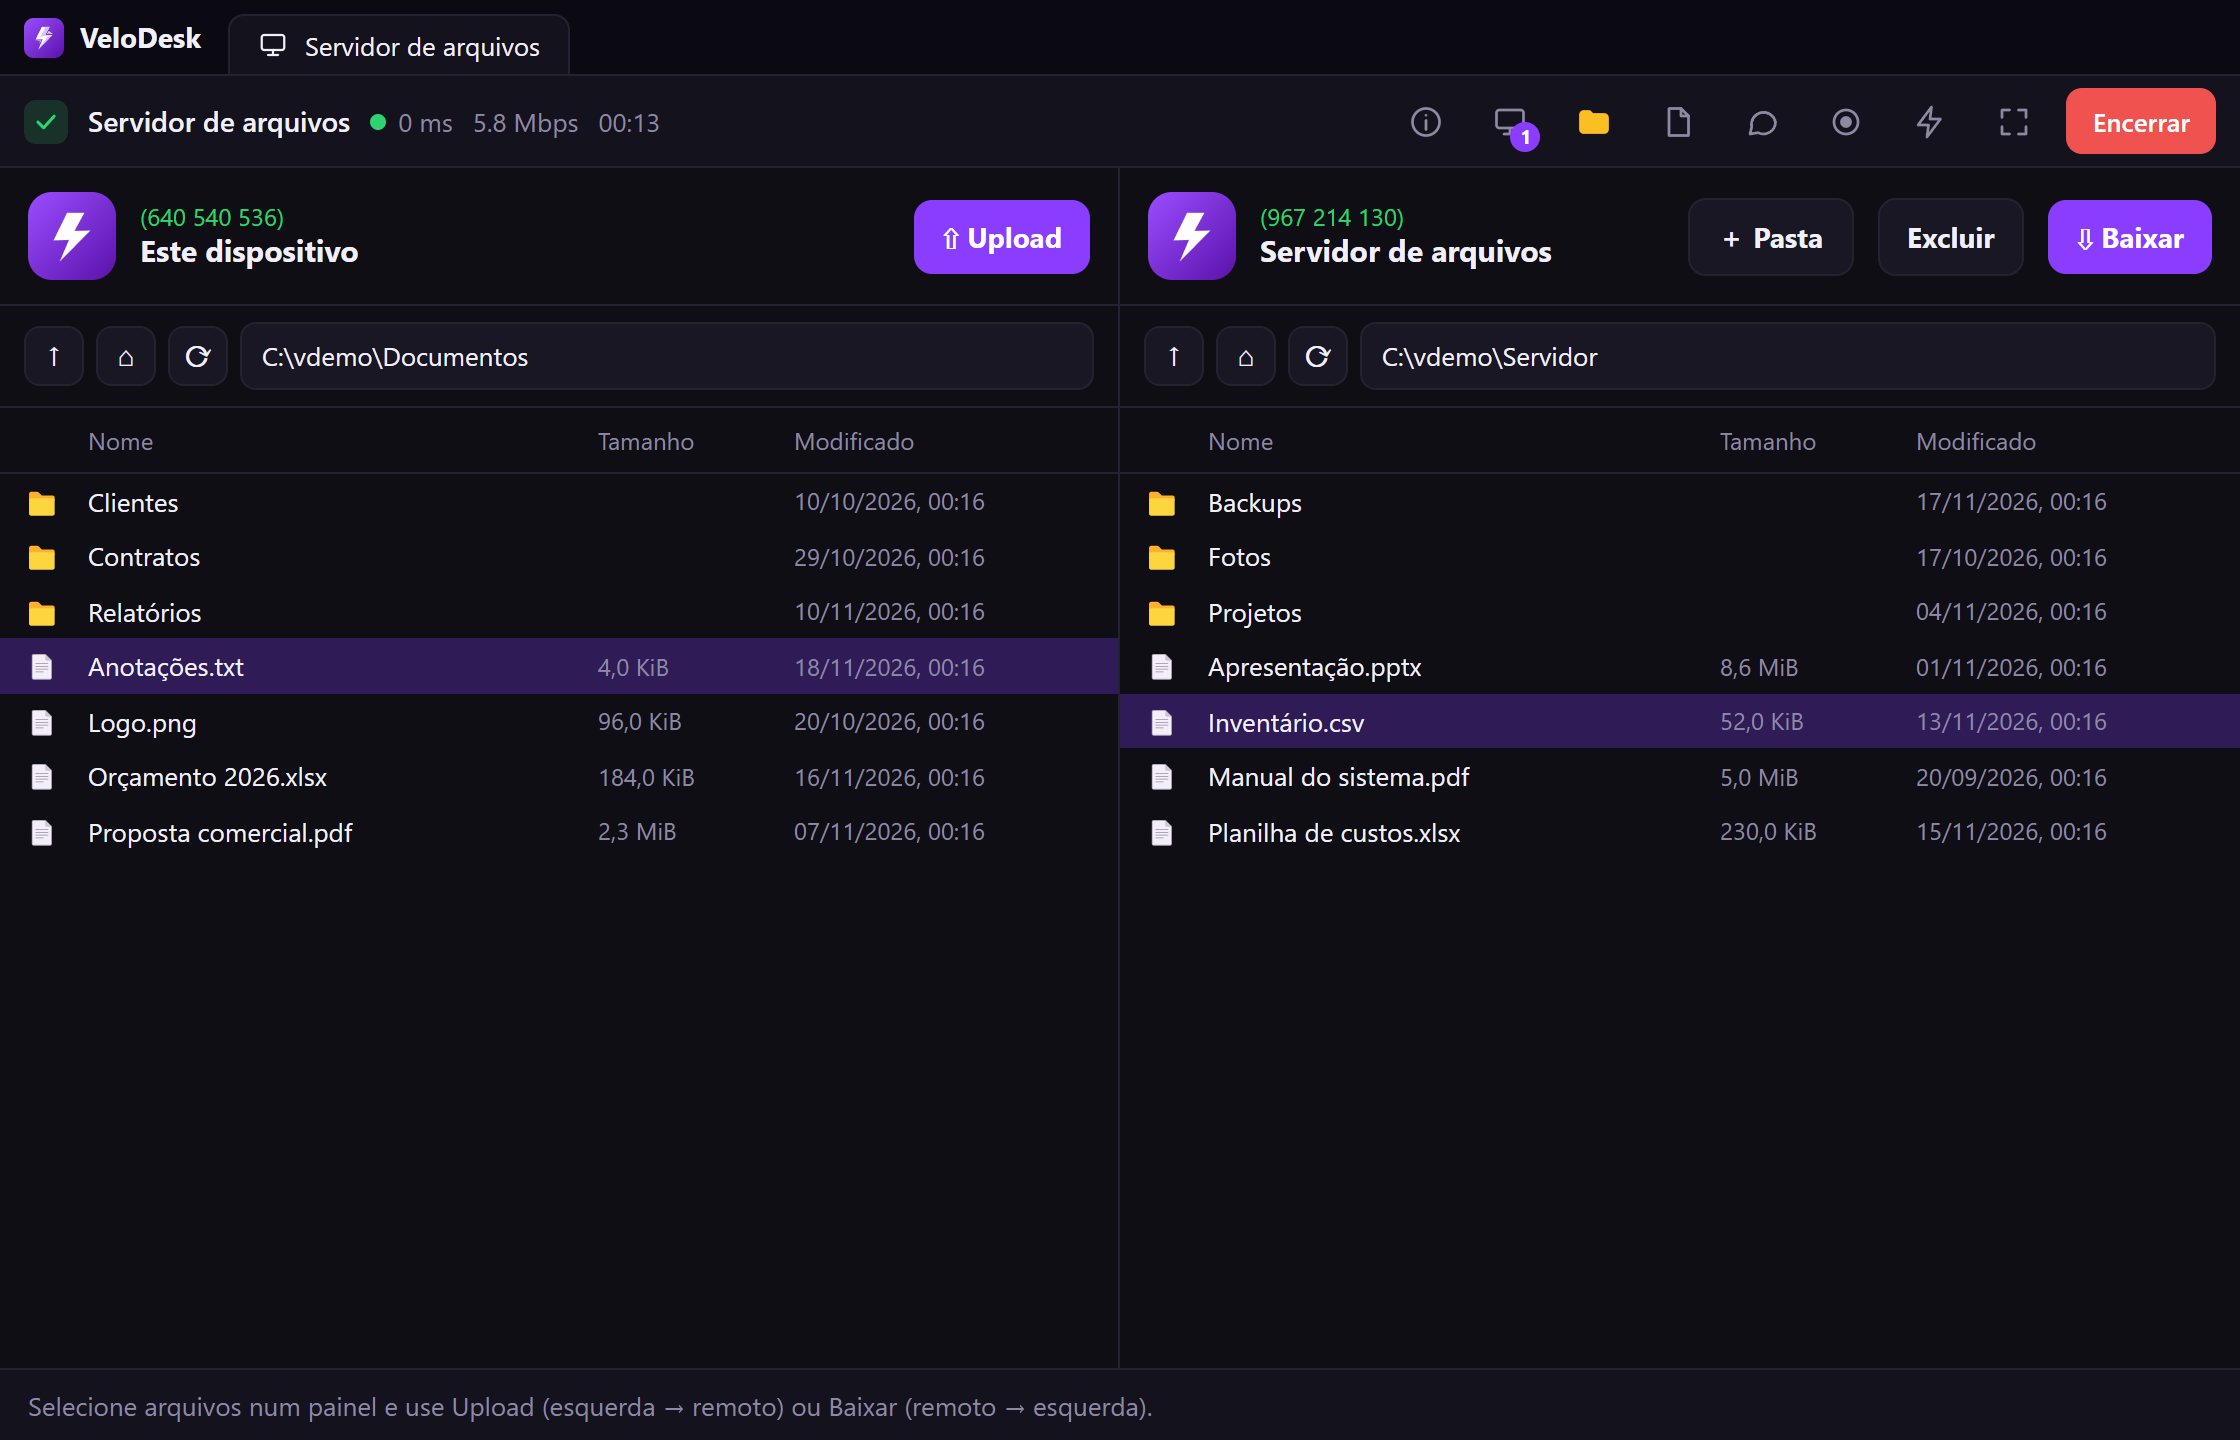 VeloDesk
Servidor de arquivos
Servidor de arquivos 0 ms 5.8 Mbps 00:13
1
Encerrar
(640 540 536)
Este dispositivo
⇧ Upload
(967 214 130)
Servidor de arquivos
+ Pasta
Excluir
⇩ Baixar
↑ ⌂ ⟳ C:\vdemo\Documentos
↑ ⌂ ⟳ C:\vdemo\Servidor
Nome Tamanho Modificado
Clientes 10/10/2026, 00:16
Contratos 29/10/2026, 00:16
Relatórios 10/11/2026, 00:16
Anotações.txt 4,0 KiB 18/11/2026, 00:16
Logo.png 96,0 KiB 20/10/2026, 00:16
Orçamento 2026.xlsx 184,0 KiB 16/11/2026, 00:16
Proposta comercial.pdf 2,3 MiB 07/11/2026, 00:16
Nome Tamanho Modificado
Backups 17/11/2026, 00:16
Fotos 17/10/2026, 00:16
Projetos 04/11/2026, 00:16
Apresentação.pptx 8,6 MiB 01/11/2026, 00:16
Inventário.csv 52,0 KiB 13/11/2026, 00:16
Manual do sistema.pdf 5,0 MiB 20/09/2026, 00:16
Planilha de custos.xlsx 230,0 KiB 15/11/2026, 00:16
Selecione arquivos num painel e use Upload (esquerda → remoto) ou Baixar (remoto → esquerda).